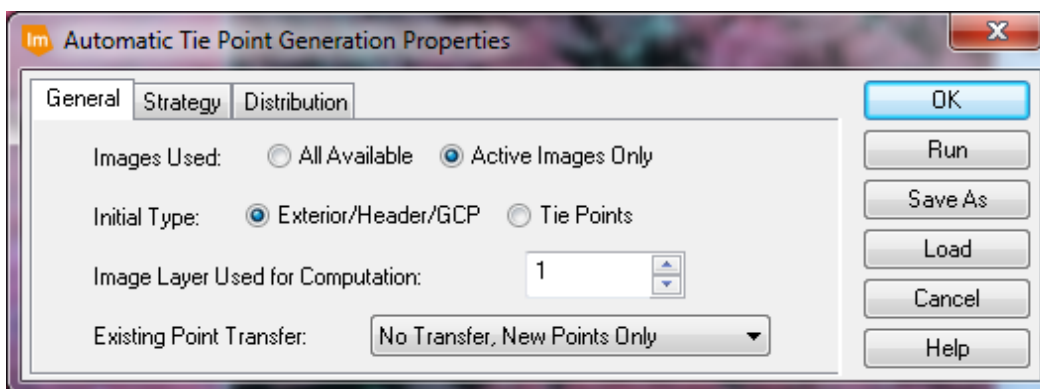 Im Automatic Tie Point Generation Properties
General Strategy Distribution
Images Used: All Available Active Images Only
Initial Type: Exterior/Header/GCP Tie Points
Image Layer Used for Computation: 1
Existing Point Transfer: No Transfer, New Points Only
OK
Run
Save As
Load
Cancel
Help